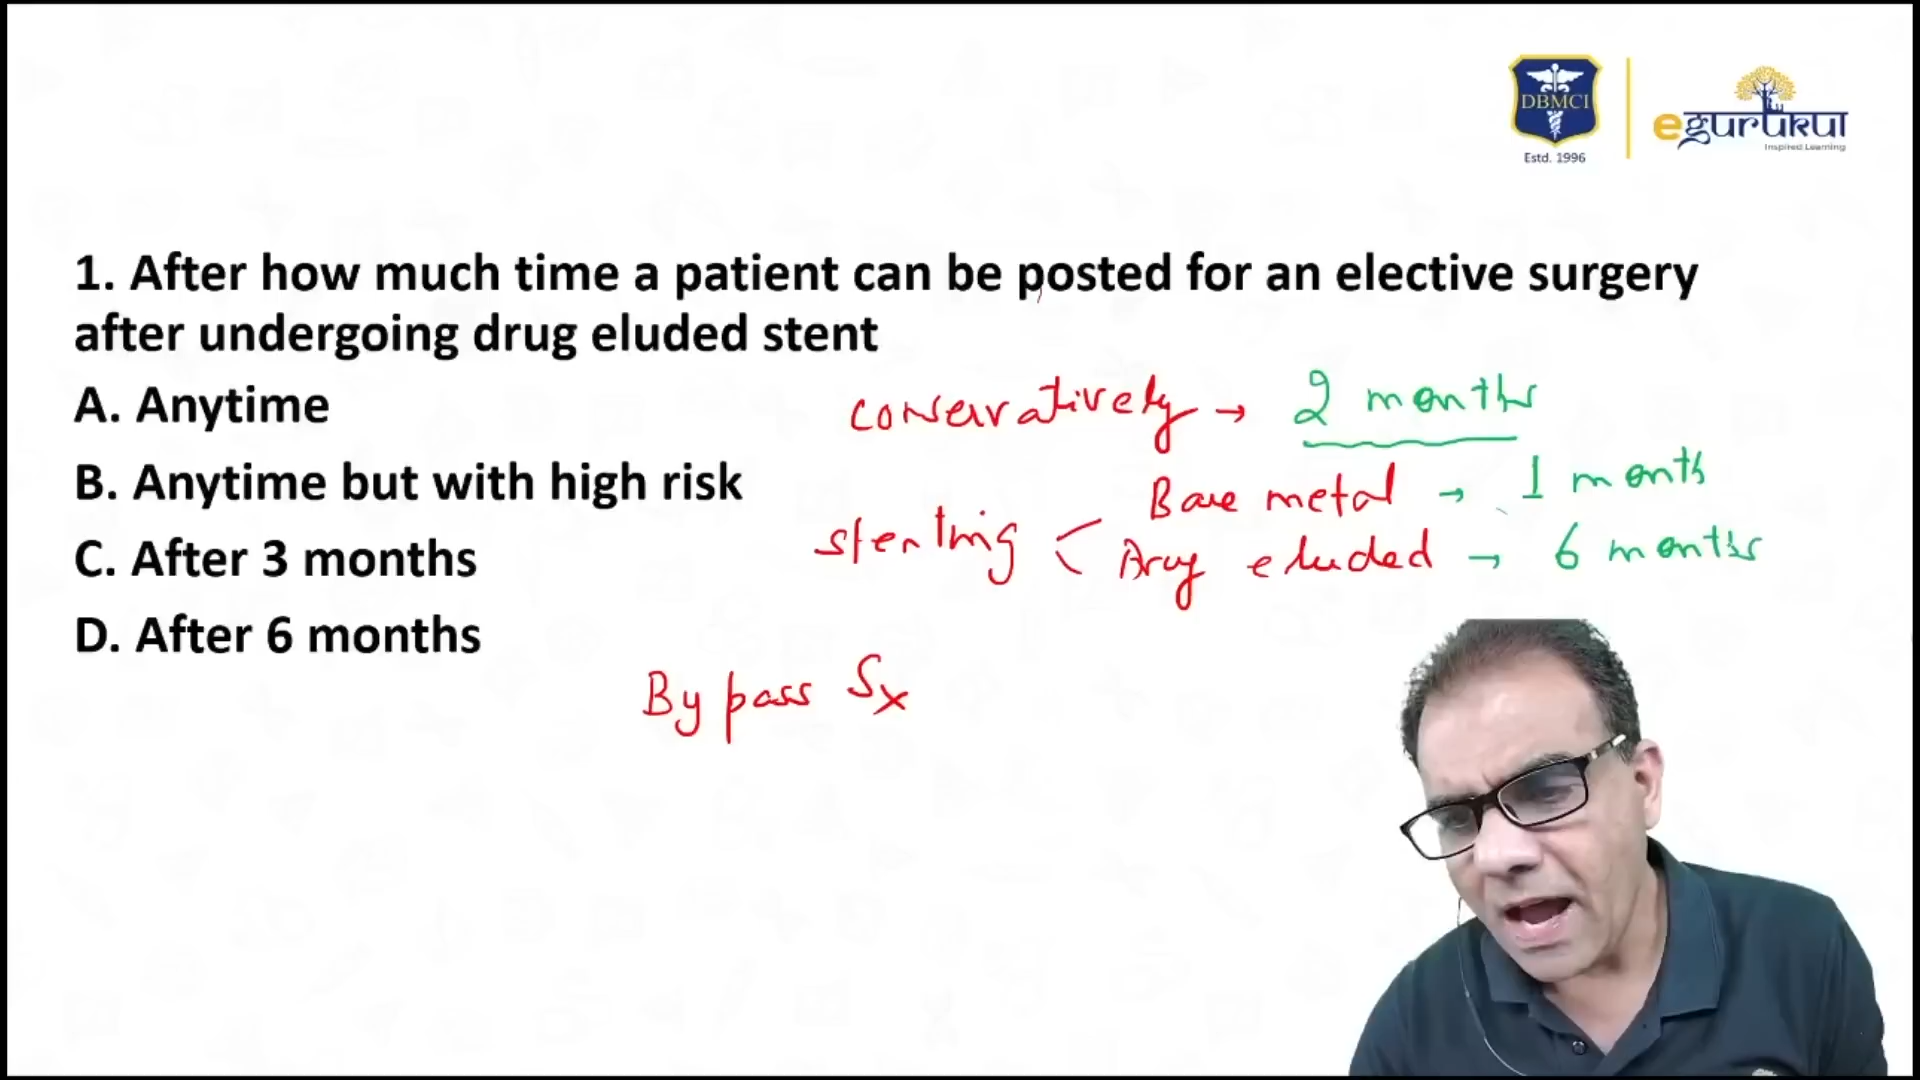 DBMCI
Estd. 1996
egurukul
Inspired Learning
1. After how much time a patient can be posted for an elective surgery
after undergoing drug eluded stent
A. Anytime
B. Anytime but with high risk
C. After 3 months
D. After 6 months
conservatively → 2 months
stenting < Bare metal → 1 month
Drug eluded → 6 months
By pass Sx